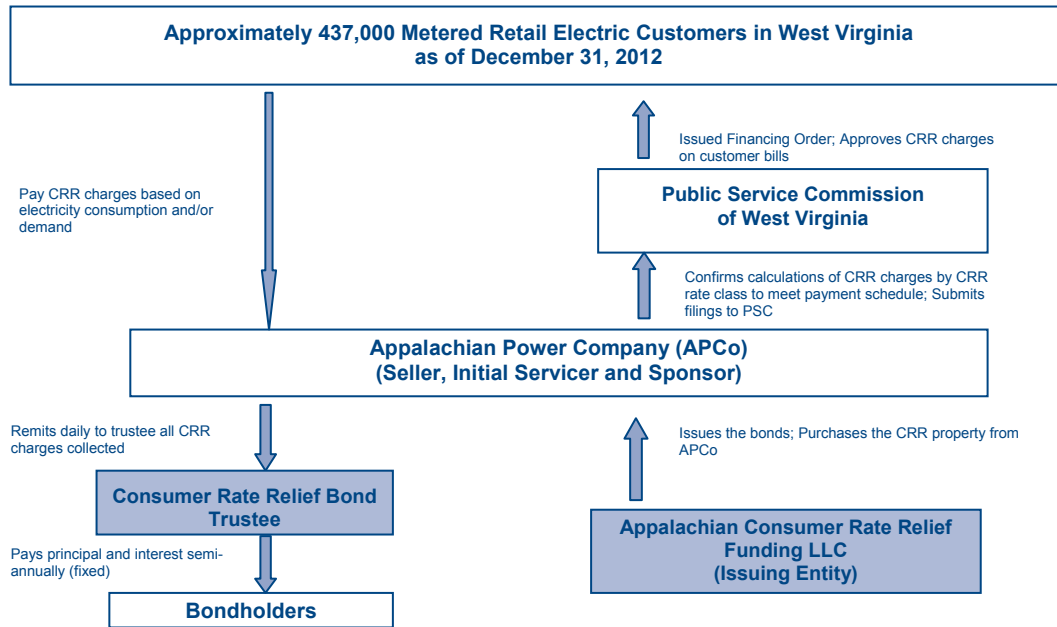 Approximately 437,000 Metered Retail Electric Customers in West Virginia
as of December 31, 2012
Issued Financing Order; Approves CRR charges
on customer bills
Pay CRR charges based on
electricity consumption and/or
demand
Public Service Commission
of West Virginia
Confirms calculations of CRR charges by CRR
rate class to meet payment schedule; Submits
filings to PSC
Appalachian Power Company (APCo)
(Seller, Initial Servicer and Sponsor)
Remits daily to trustee all CRR
charges collected
Issues the bonds; Purchases the CRR property from
APCo
Consumer Rate Relief Bond
Trustee
Appalachian Consumer Rate Relief
Funding LLC
(Issuing Entity)
Pays principal and interest semi-
annually (fixed)
Bondholders